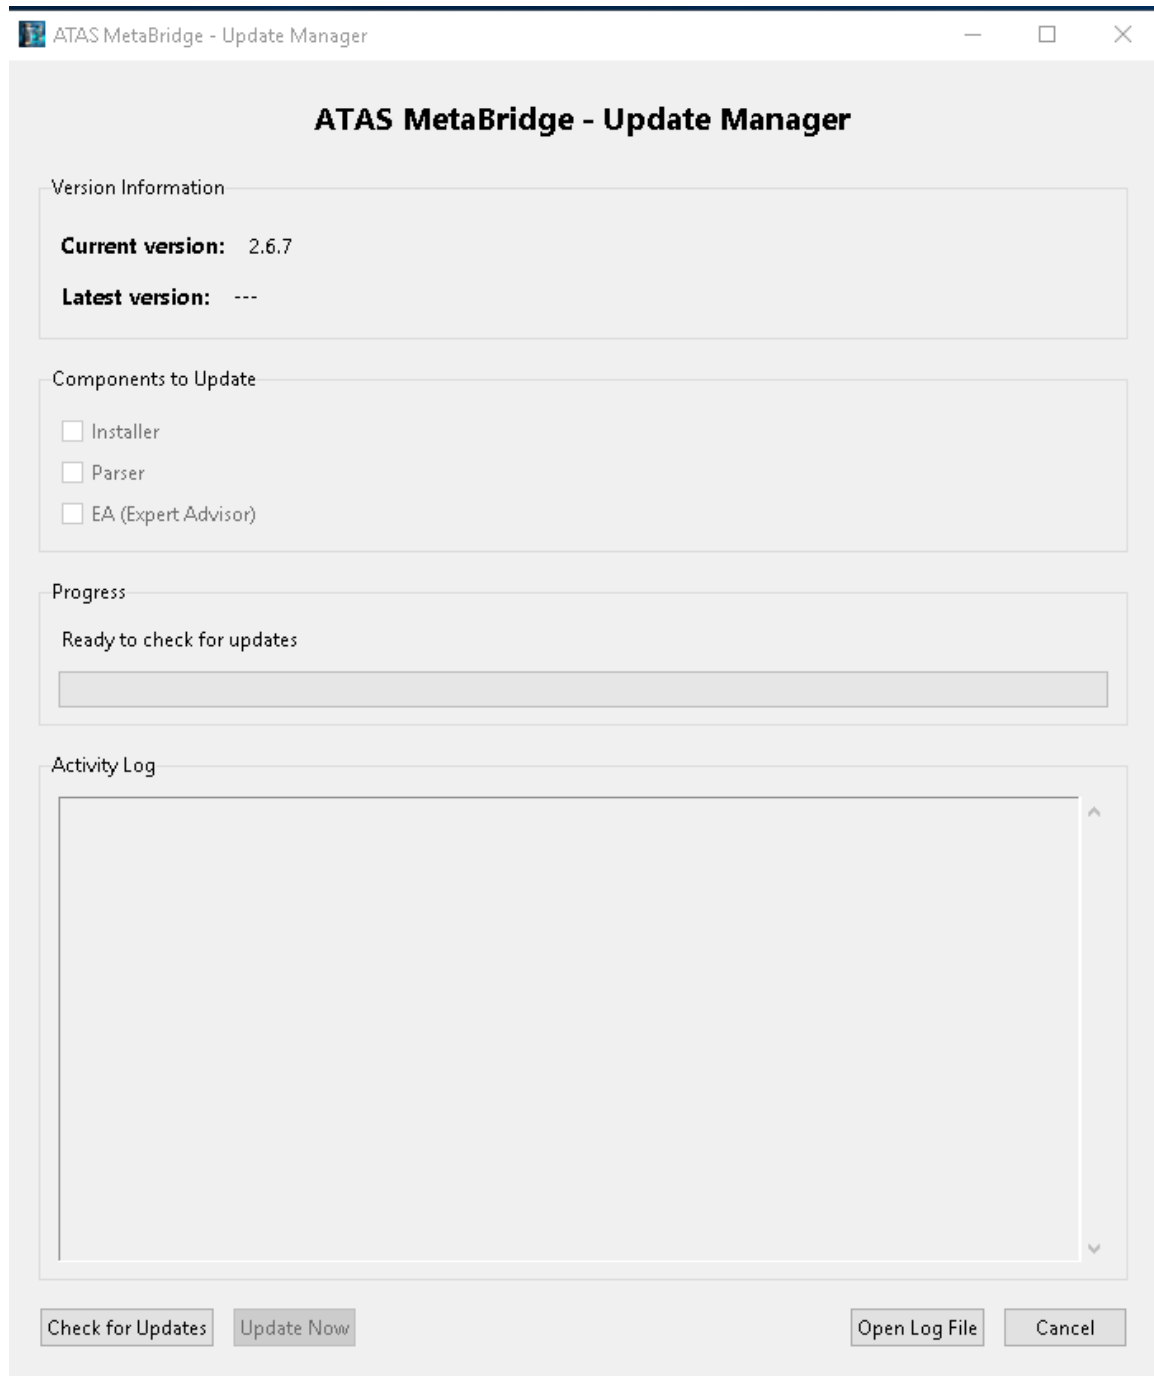 ATAS MetaBridge - Update Manager
ATAS MetaBridge - Update Manager
Version Information
Current version: 2.6.7
Latest version: ---
Components to Update
Installer
Parser
EA (Expert Advisor)
Progress
Ready to check for updates
Activity Log
Check for Updates Update Now Open Log File Cancel